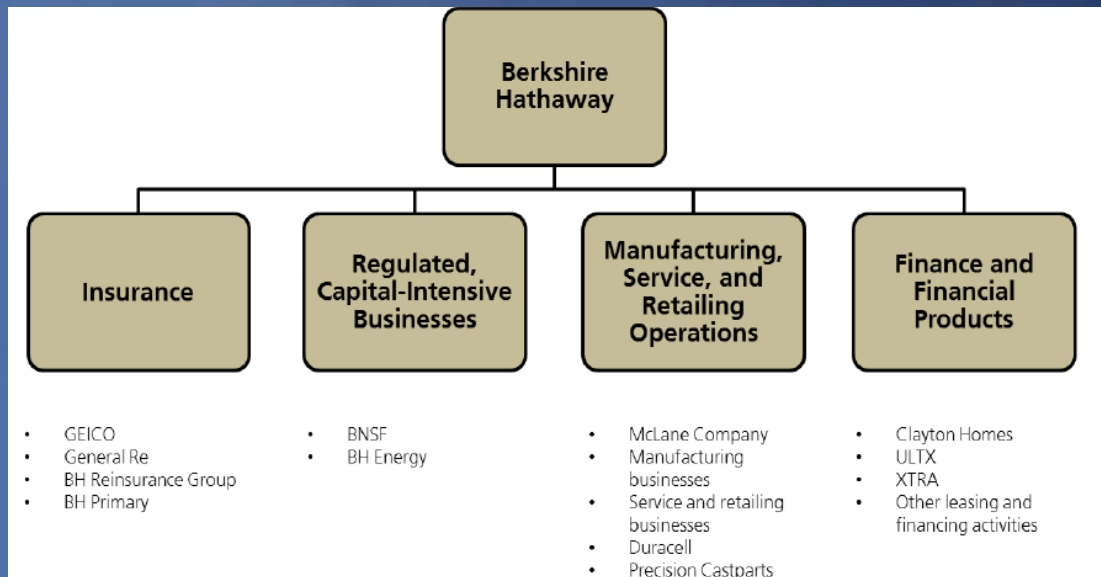 Berkshire
Hathaway
Insurance
Regulated,
Capital-Intensive
Businesses
Manufacturing,
Service, and
Retailing
Operations
Finance and
Financial
Products
• GEICO
• General Re
• BH Reinsurance Group
• BH Primary
• BNSF
• BH Energy
• McLane Company
• Manufacturing
businesses
• Service and retailing
businesses
• Duracell
• Precision Castparts
• Clayton Homes
• ULTX
• XTRA
• Other leasing and
financing activities